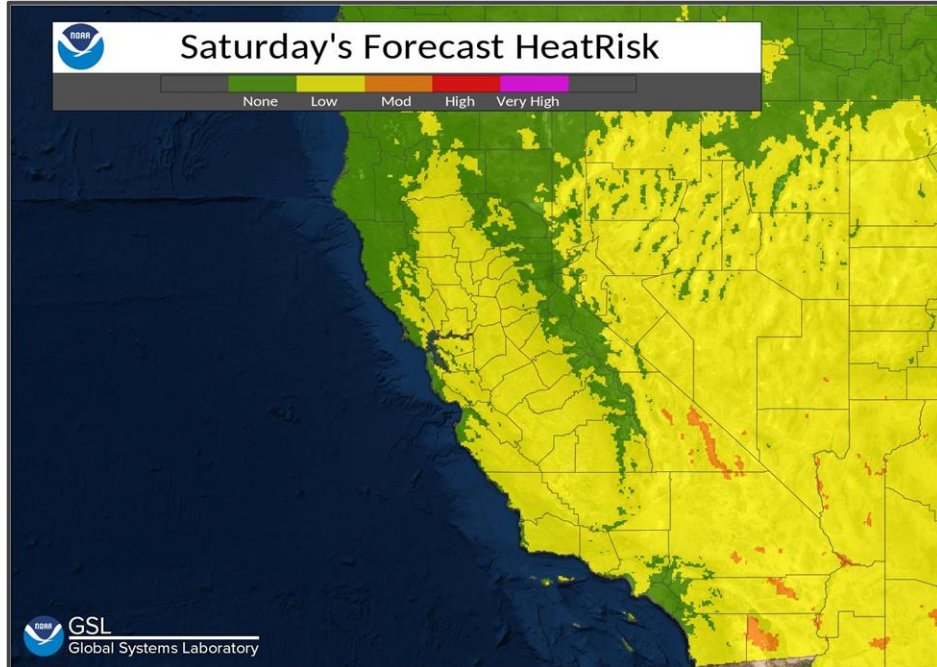 NOAA
Saturday's Forecast HeatRisk
None Low Mod High Very High
NOAA
GSL
Global Systems Laboratory